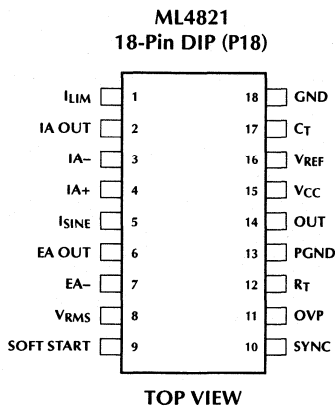 ML4821
18-Pin DIP (P18)
ILIM 1 18 GND
IA OUT 2 17 CT
IA– 3 16 VREF
IA+ 4 15 VCC
ISINE 5 14 OUT
EA OUT 6 13 PGND
EA– 7 12 RT
VRMS 8 11 OVP
SOFT START 9 10 SYNC
TOP VIEW